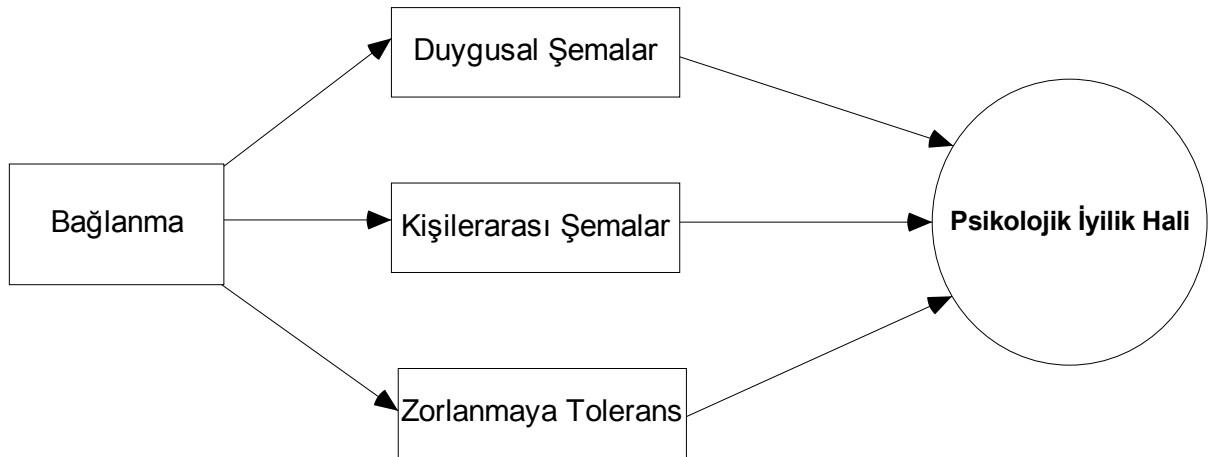 Duygusal Şemalar
Bağlanma
Kişilerarası Şemalar
Psikolojik İyilik Hali
Zorlanmaya Tolerans